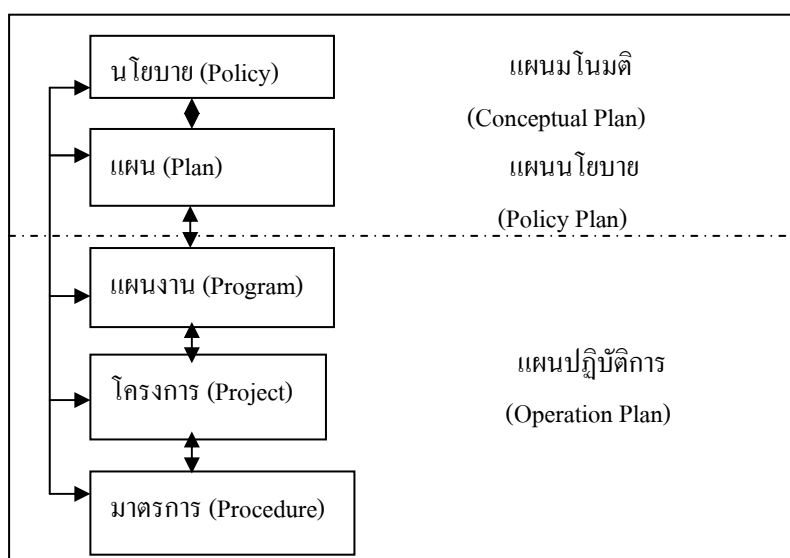 นโยบาย (Policy)
แผนมโนมติ
(Conceptual Plan)
แผน (Plan)
แผนนโยบาย
(Policy Plan)
แผนงาน (Program)
โครงการ (Project)
แผนปฏิบัติการ
(Operation Plan)
มาตรการ (Procedure)